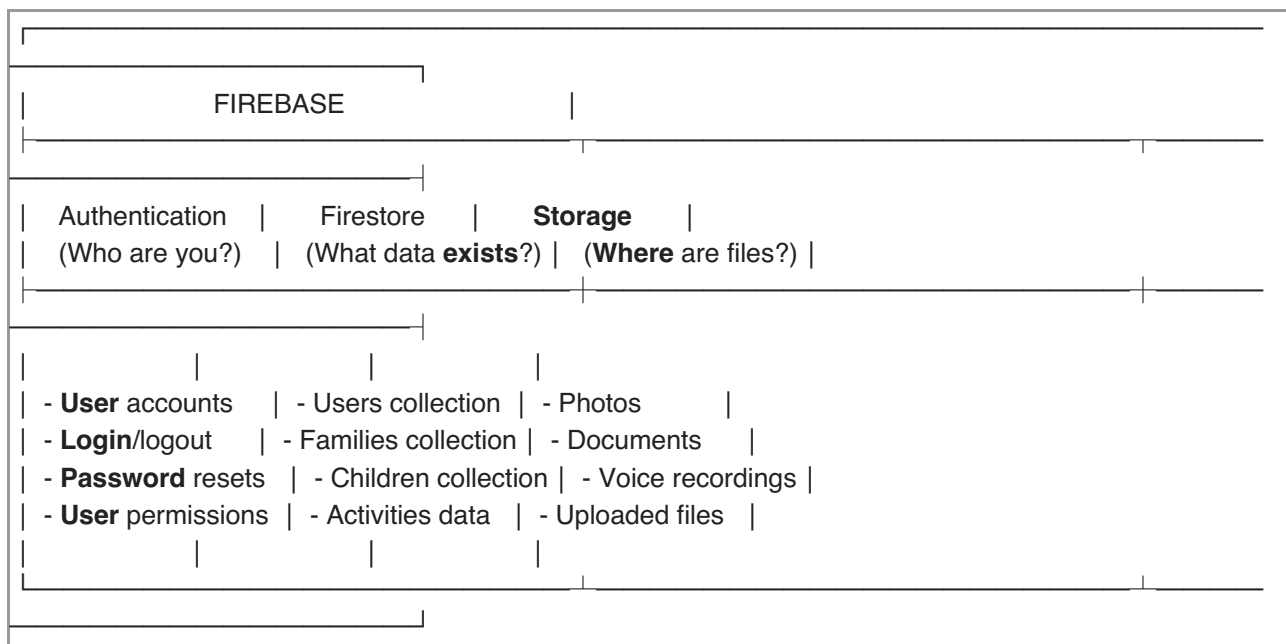 FIREBASE
Authentication | Firestore | Storage |
(Who are you?) | (What data exists?) | (Where are files?) |
- User accounts | - Users collection | - Photos |
- Login/logout | - Families collection | - Documents |
- Password resets | - Children collection | - Voice recordings |
- User permissions | - Activities data | - Uploaded files |